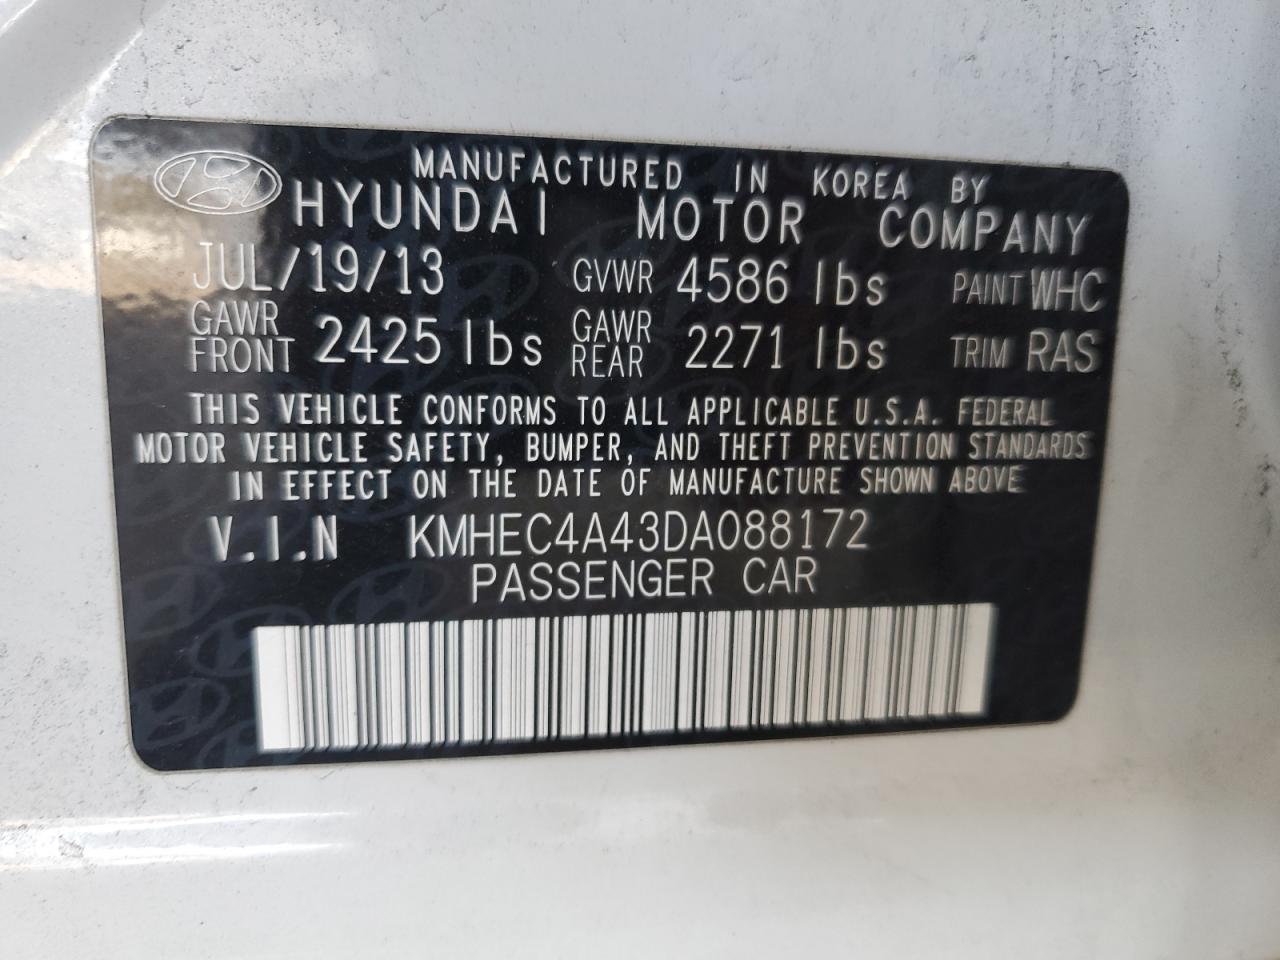 MANUFACTURED IN KOREA BY
HYUNDAI MOTOR COMPANY
JUL/19/13 GVWR 4586 lbs PAINT WHC
GAWR FRONT 2425 lbs GAWR REAR 2271 lbs TRIM RAS
THIS VEHICLE CONFORMS TO ALL APPLICABLE U.S.A. FEDERAL
MOTOR VEHICLE SAFETY, BUMPER, AND THEFT PREVENTION STANDARDS
IN EFFECT ON THE DATE OF MANUFACTURE SHOWN ABOVE
V.I.N KMHEC4A43DA088172
PASSENGER CAR